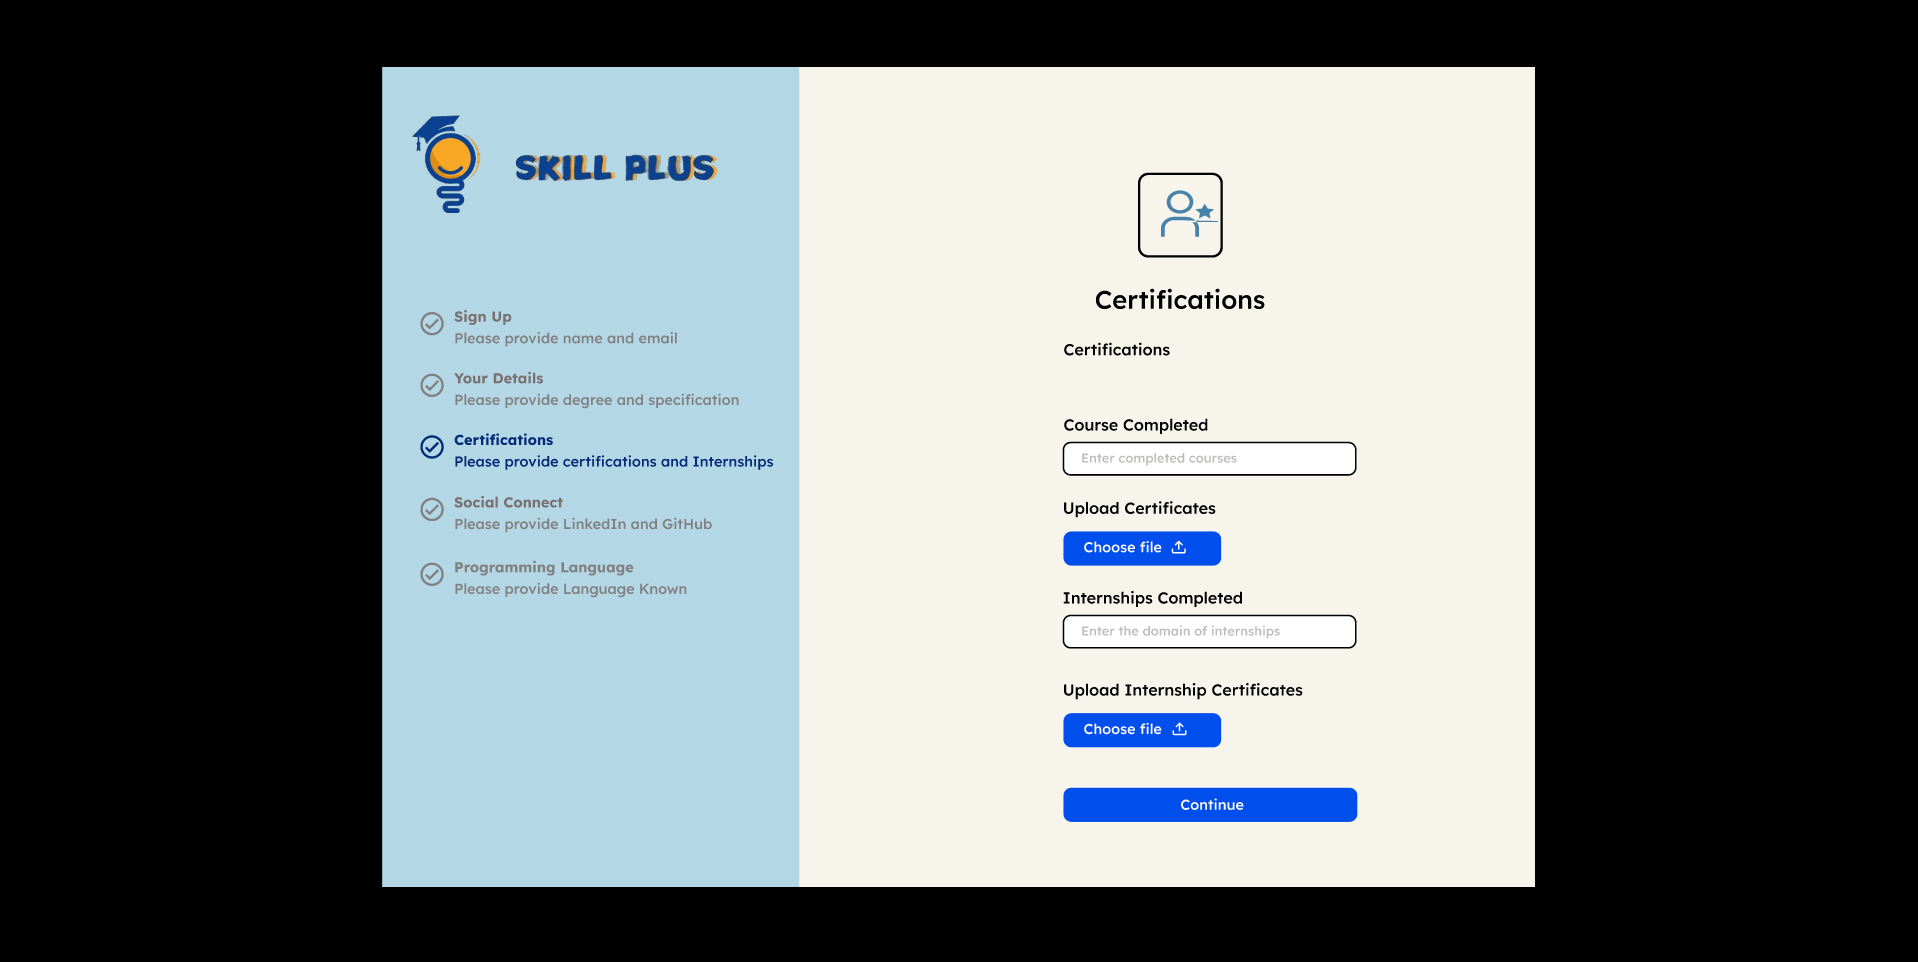 SKILL PLUS
Sign Up
Please provide name and email
Your Details
Please provide degree and specification
Certifications
Please provide certifications and Internships
Social Connect
Please provide LinkedIn and GitHub
Programming Language
Please provide Language Known
Certifications
Certifications
Course Completed
Enter completed courses
Upload Certificates
Choose file
Internships Completed
Enter the domain of internships
Upload Internship Certificates
Choose file
Continue